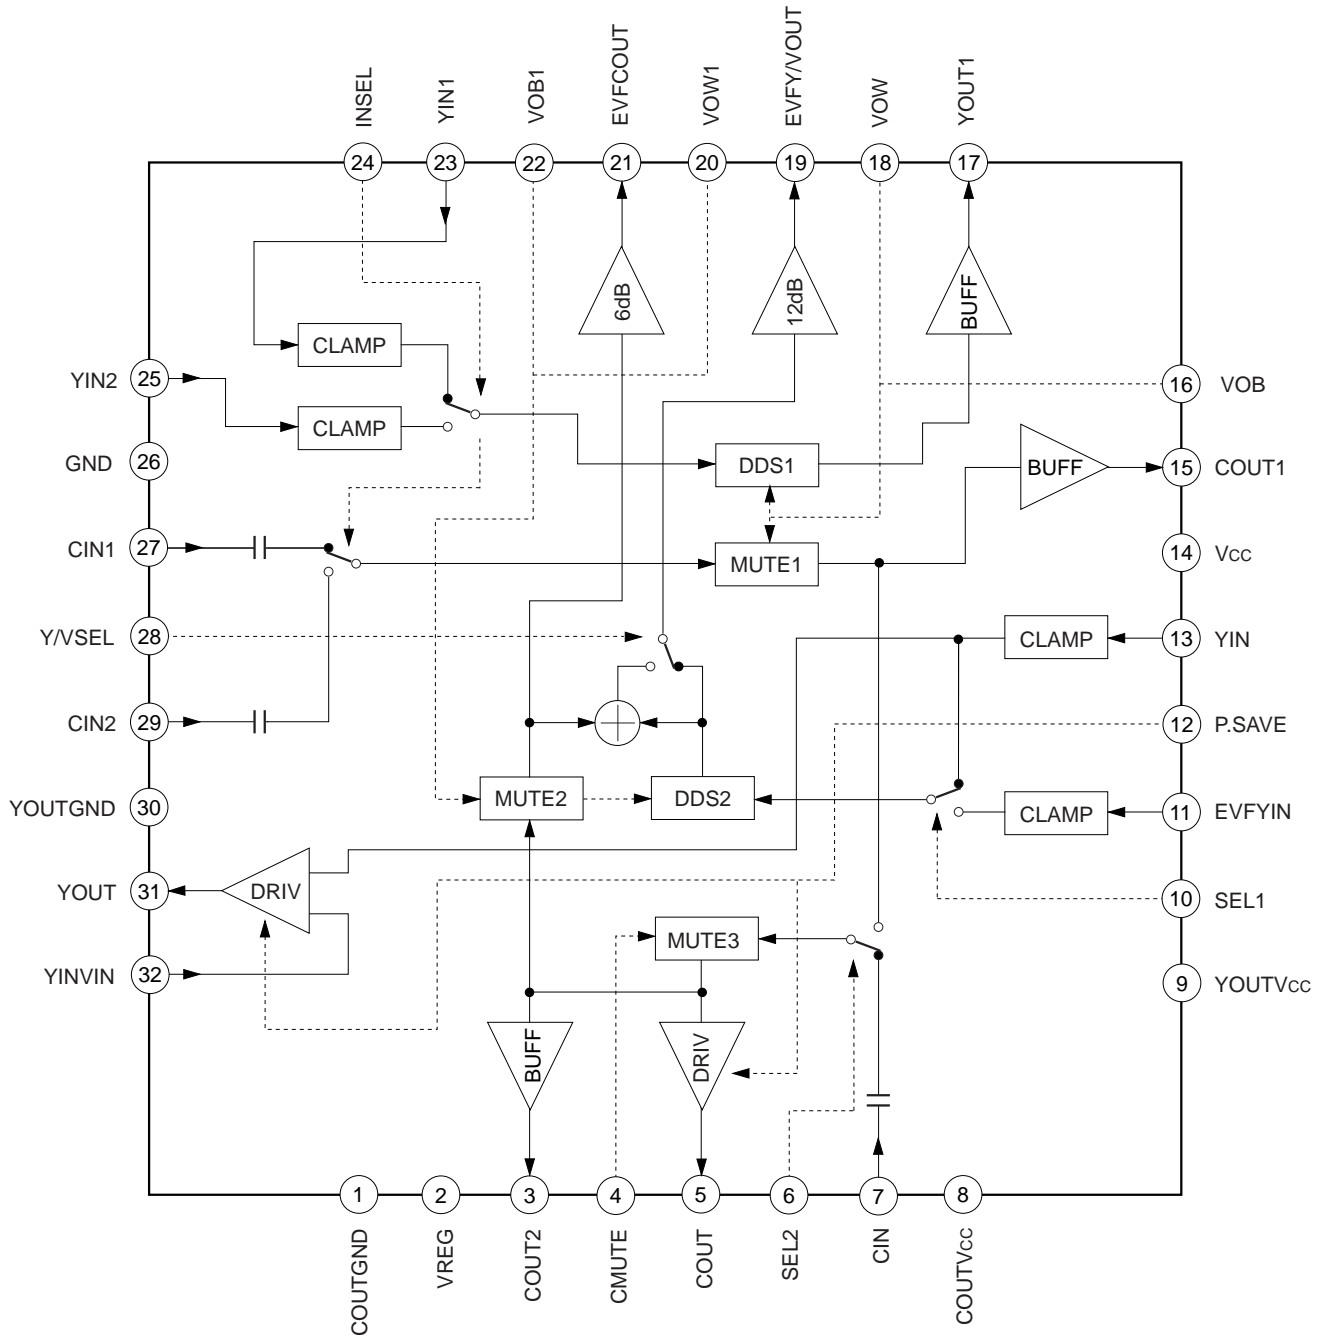 INSEL
YIN1
VOB1
EVFCOUT
VOW1
EVFY/VOUT
VOW
YOUT1
24
23
22
21
20
19
18
17
6dB
12dB
BUFF
CLAMP
YIN2
25
16
VOB
CLAMP
GND
26
DDS1
BUFF
15
COUT1
CIN1
27
MUTE1
14
Vcc
Y/VSEL
28
CLAMP
13
YIN
CIN2
29
12
P.SAVE
YOUTGND
30
MUTE2
DDS2
CLAMP
11
EVFYIN
YOUT
31
DRIV
10
SEL1
MUTE3
YINVIN
32
9
YOUTVcc
BUFF
DRIV
1
2
3
4
5
6
7
8
COUTGND
VREG
COUT2
CMUTE
COUT
SEL2
CIN
COUTVcc